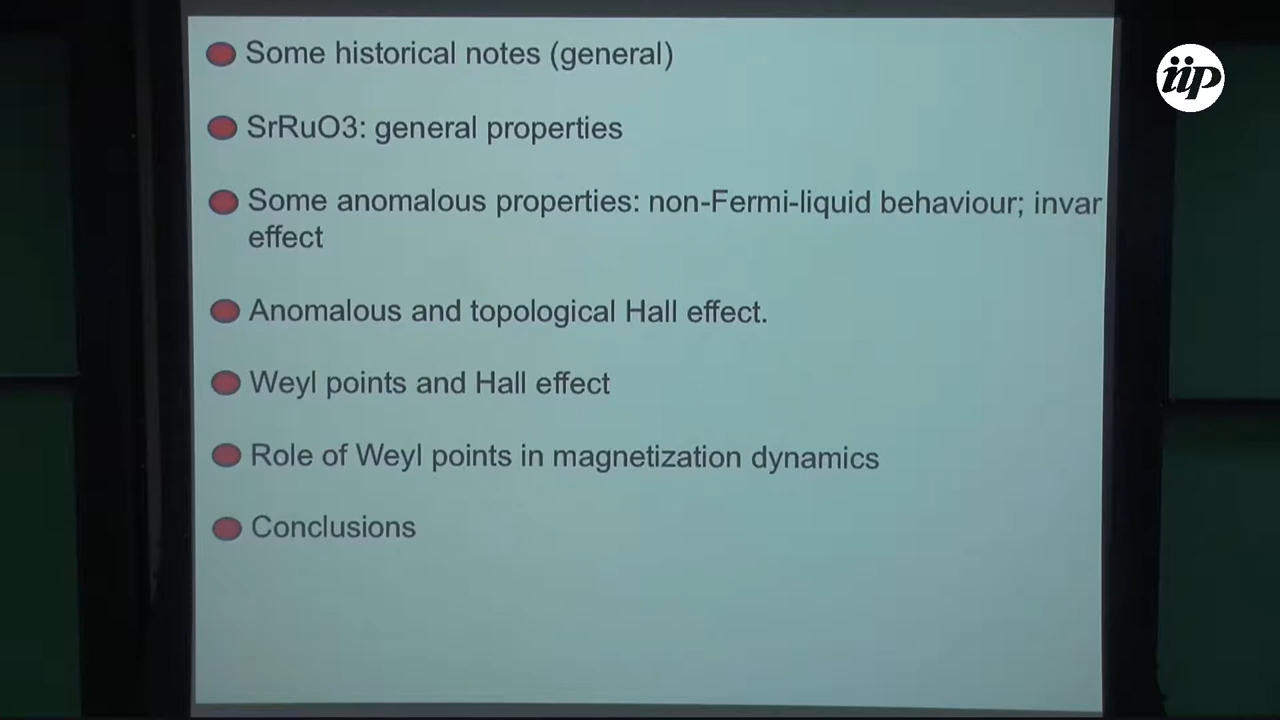 Some historical notes (general)
SrRuO3: general properties
Some anomalous properties: non-Fermi-liquid behaviour; invar
effect
Anomalous and topological Hall effect.
Weyl points and Hall effect
Role of Weyl points in magnetization dynamics
Conclusions
iip